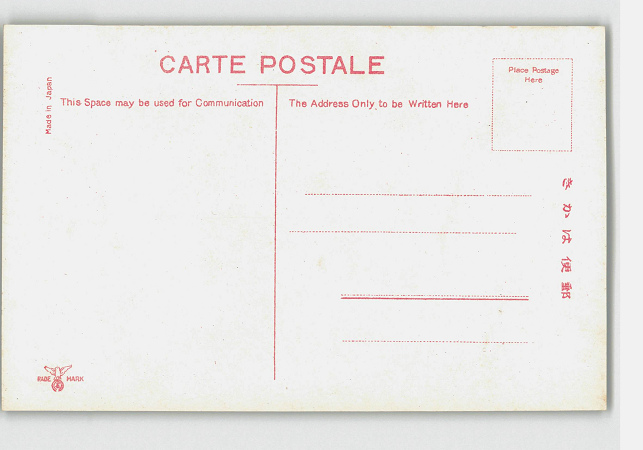 CARTE POSTALE
Made in Japan
This Space may be used for Communication
The Address Only to be Written Here
Place Postage
Here
きかは便郵
RADE MARK